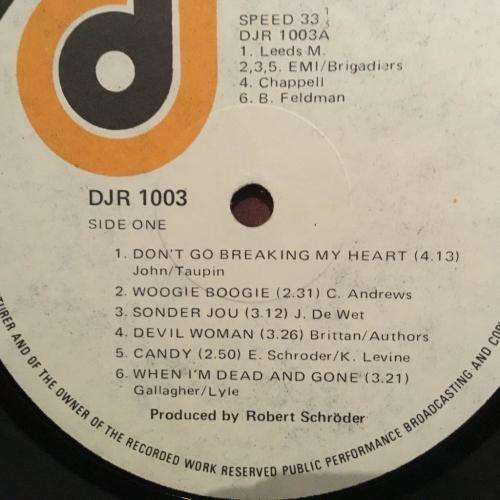 SPEED 33⅓
DJR 1003A
1. Leeds M.
2,3,5. EMI/Brigadiers
4. Chappell
6. B. Feldman
DJR 1003
SIDE ONE
1. DON'T GO BREAKING MY HEART (4.13)
John/Taupin
2. WOOGIE BOOGIE (2.31) C. Andrews
3. SONDER JOU (3.12) J. De Wet
4. DEVIL WOMAN (3.26) Brittan/Authors
5. CANDY (2.50) E. Schroder/K. Levine
6. WHEN I'M DEAD AND GONE (3.21)
Gallagher/Lyle
Produced by Robert Schröder
TURER AND OF THE OWNER OF THE RECORDED WORK RESERVED PUBLIC PERFORMANCE BROADCASTING AND COP